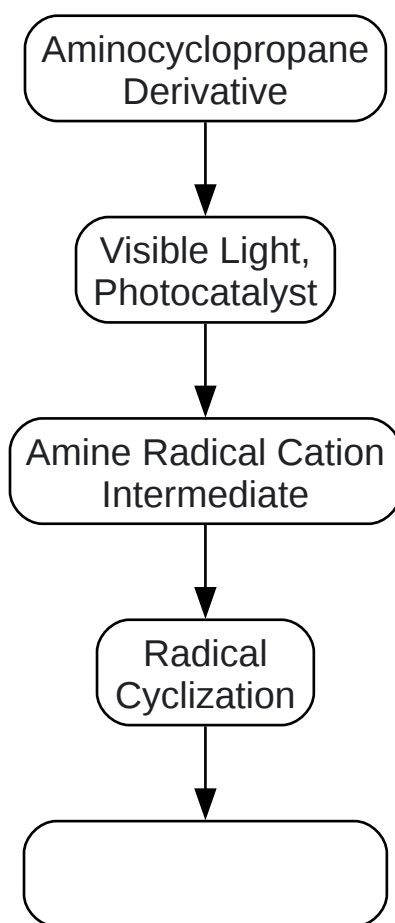 Aminocyclopropane
Derivative
Visible Light,
Photocatalyst
Amine Radical Cation
Intermediate
Radical
Cyclization